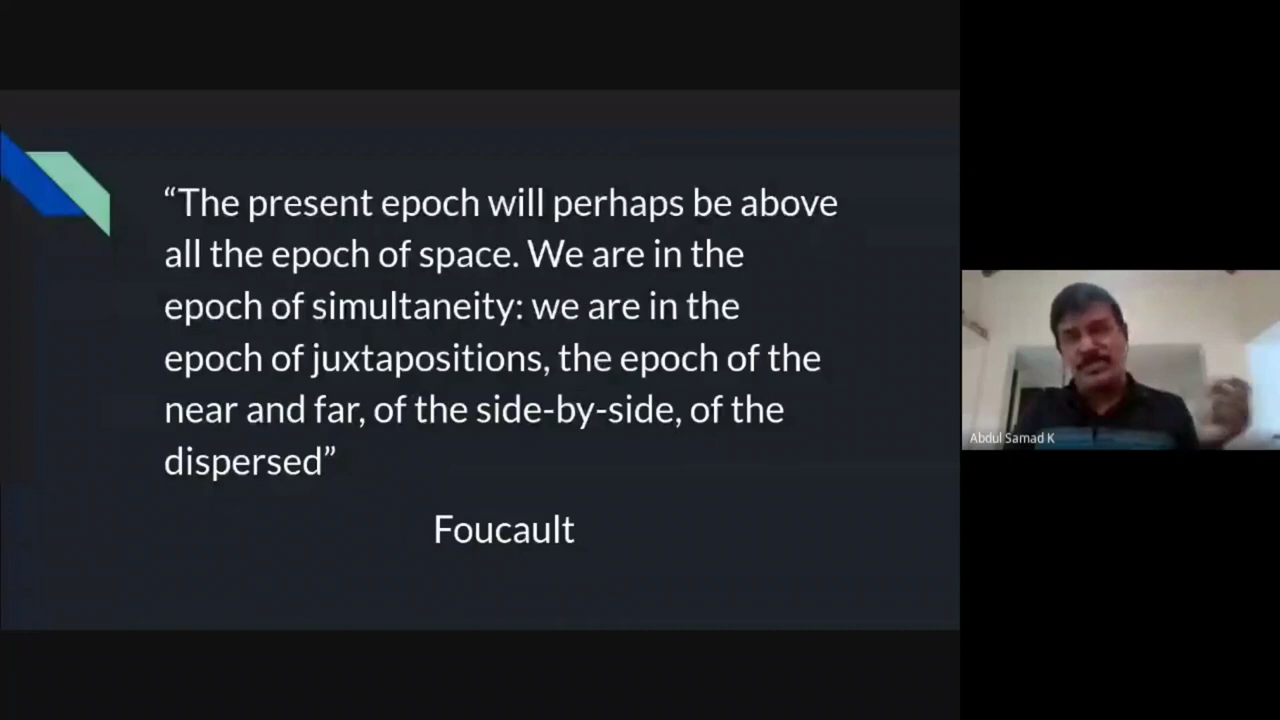 “The present epoch will perhaps be above
all the epoch of space. We are in the
epoch of simultaneity: we are in the
epoch of juxtapositions, the epoch of the
near and far, of the side-by-side, of the
dispersed”
Foucault
Abdul Samad K